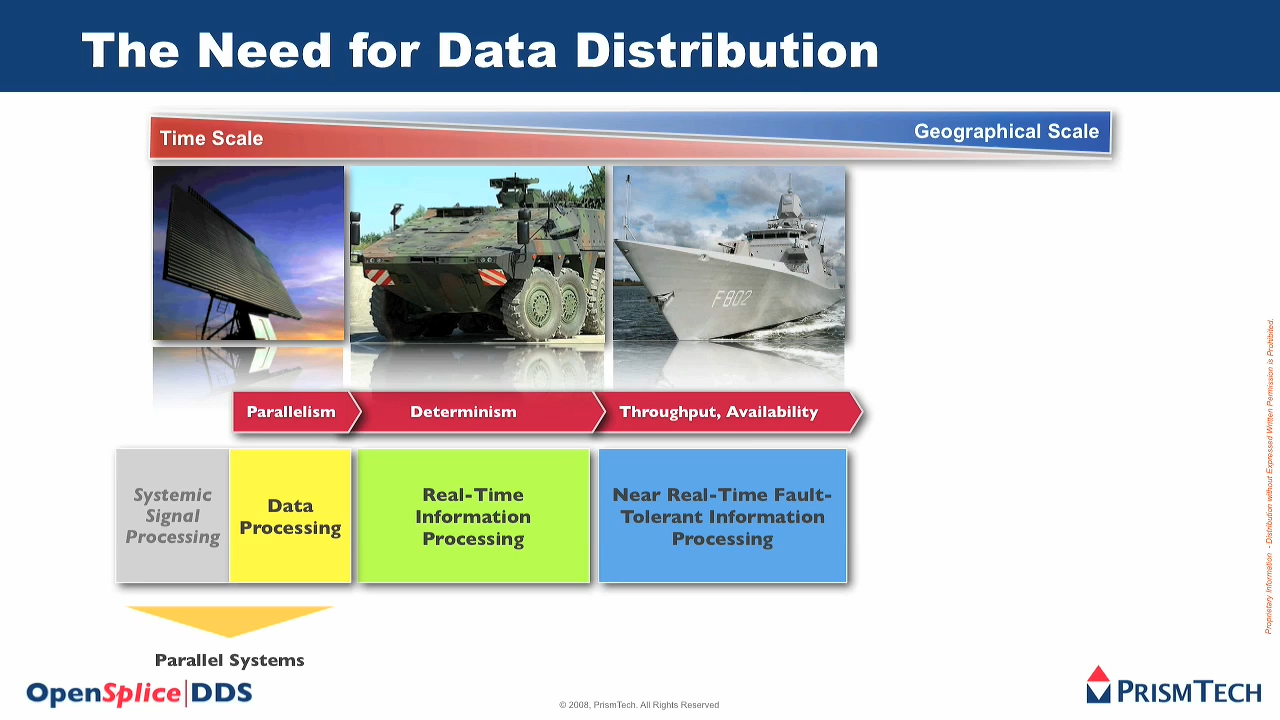 The Need for Data Distribution
Time Scale
Geographical Scale
F802
Parallelism
Determinism
Throughput, Availability
Systemic
Signal
Processing
Data
Processing
Real-Time
Information
Processing
Near Real-Time Fault-
Tolerant Information
Processing
Parallel Systems
OpenSplice|DDS
© 2008, PrismTech. All Rights Reserved
PRISMTECH
Proprietary Information - Distribution without Expressed Written Permission is Prohibited.